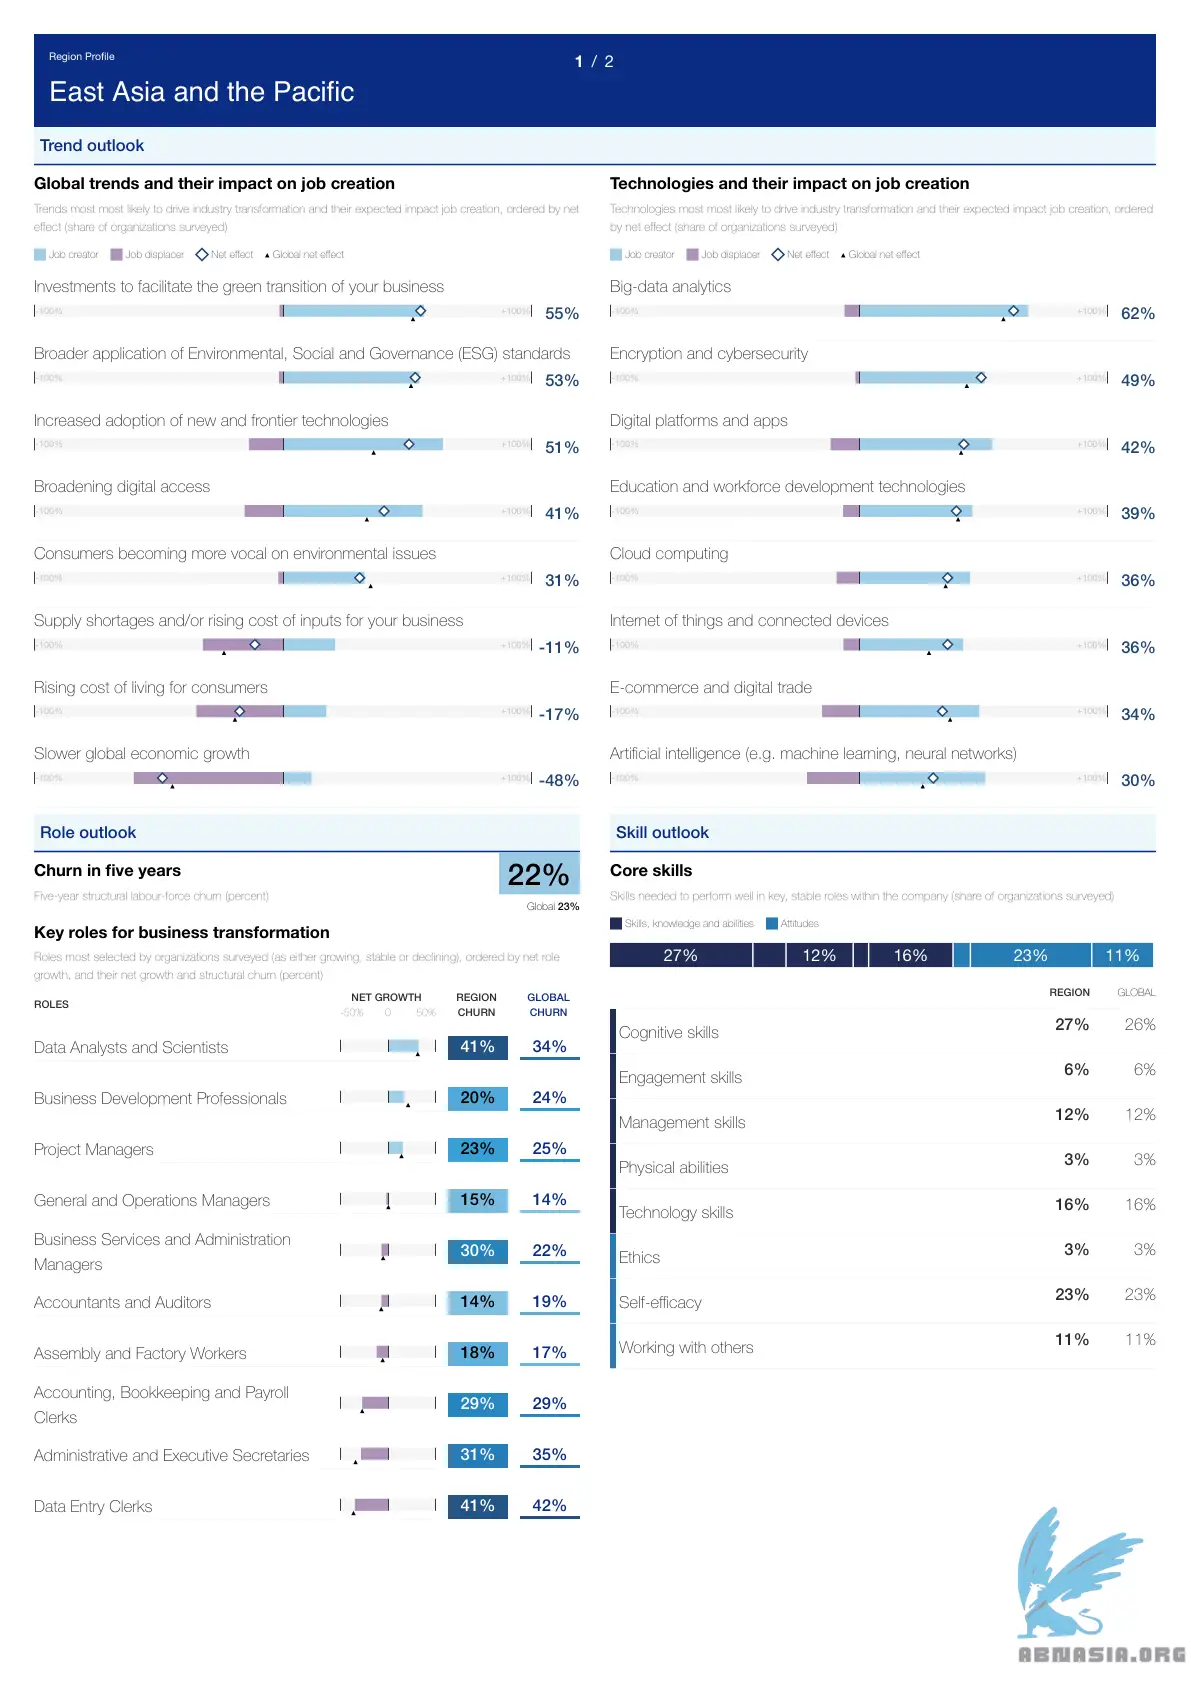 Region Profile
1 / 2
East Asia and the Pacific
Trend outlook
Global trends and their impact on job creation
Trends most most likely to drive industry transformation and their expected impact job creation, ordered by net
effect (share of organizations surveyed)
Job creator Job displacer Net effect Global net effect
Investments to facilitate the green transition of your business
-100% +100% 55%
Broader application of Environmental, Social and Governance (ESG) standards
-100% +100% 53%
Increased adoption of new and frontier technologies
-100% +100% 51%
Broadening digital access
-100% +100% 41%
Consumers becoming more vocal on environmental issues
-100% +100% 31%
Supply shortages and/or rising cost of inputs for your business
-100% +100% -11%
Rising cost of living for consumers
-100% +100% -17%
Slower global economic growth
-100% +100% -48%
Technologies and their impact on job creation
Technologies most most likely to drive industry transformation and their expected impact job creation, ordered
by net effect (share of organizations surveyed)
Job creator Job displacer Net effect Global net effect
Big-data analytics
-100% +100% 62%
Encryption and cybersecurity
-100% +100% 49%
Digital platforms and apps
-100% +100% 42%
Education and workforce development technologies
-100% +100% 39%
Cloud computing
-100% +100% 36%
Internet of things and connected devices
-100% +100% 36%
E-commerce and digital trade
-100% +100% 34%
Artificial intelligence (e.g. machine learning, neural networks)
-100% +100% 30%
Role outlook
Churn in five years
22%
Five-year structural labour-force churn (percent)
Global 23%
Key roles for business transformation
Roles most selected by organizations surveyed (as either growing, stable or declining), ordered by net role
growth, and their net growth and structural churn (percent)
ROLES NET GROWTH REGION CHURN GLOBAL CHURN
-50% 0 50%
Data Analysts and Scientists 41% 34%
Business Development Professionals 20% 24%
Project Managers 23% 25%
General and Operations Managers 15% 14%
Business Services and Administration
Managers 30% 22%
Accountants and Auditors 14% 19%
Assembly and Factory Workers 18% 17%
Accounting, Bookkeeping and Payroll
Clerks 29% 29%
Administrative and Executive Secretaries 31% 35%
Data Entry Clerks 41% 42%
Skill outlook
Core skills
Skills needed to perform well in key, stable roles within the company (share of organizations surveyed)
Skills, knowledge and abilities Attitudes
27% 12% 16% 23% 11%
REGION GLOBAL
Cognitive skills 27% 26%
Engagement skills 6% 6%
Management skills 12% 12%
Physical abilities 3% 3%
Technology skills 16% 16%
Ethics 3% 3%
Self-efficacy 23% 23%
Working with others 11% 11%
ABNASIA.ORG